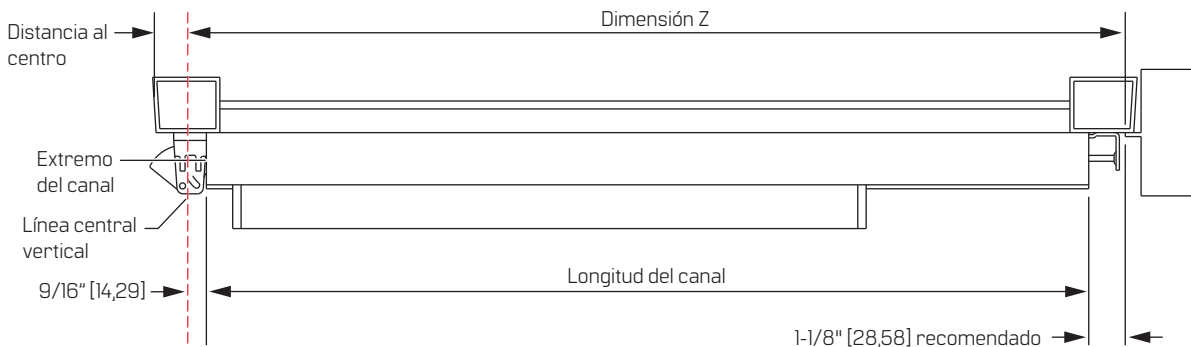 Distancia al
centro
Dimensión Z
Extremo
del canal
Línea central
vertical
9/16" [14,29]
Longitud del canal
1-1/8" [28,58] recomendado